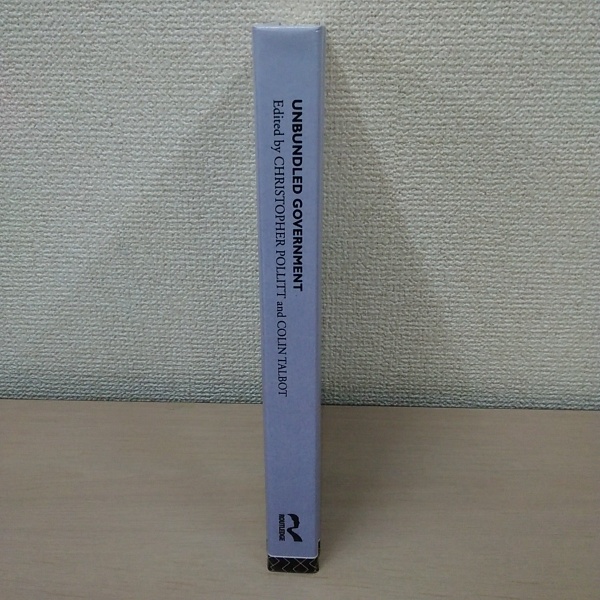 UNBUNDLED GOVERNMENT
Edited by CHRISTOPHER POLLITT and COLIN TALBOT
ROUTLEDGE